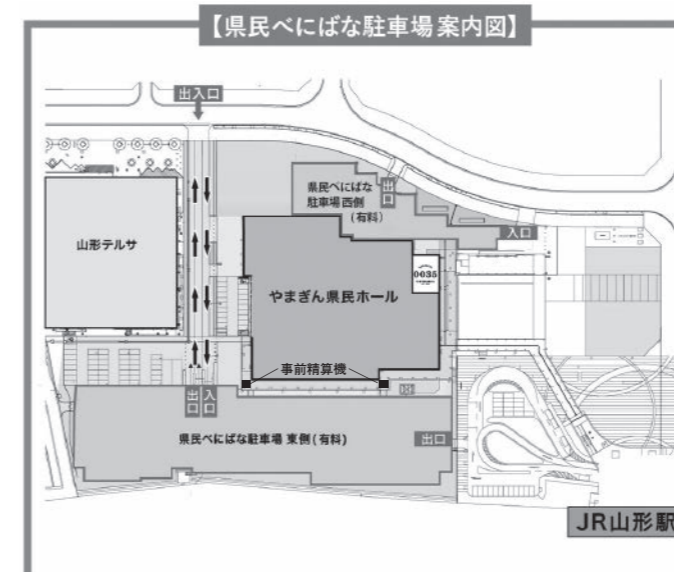 【県民べにばな駐車場 案内図】
出入口
県民べにばな
駐車場 西側
(有料)
出口
入口
山形テルサ
0035
やまぎん県民ホール
事前精算機
出口
入口
県民べにばな駐車場 東側(有料)
出口
JR山形駅